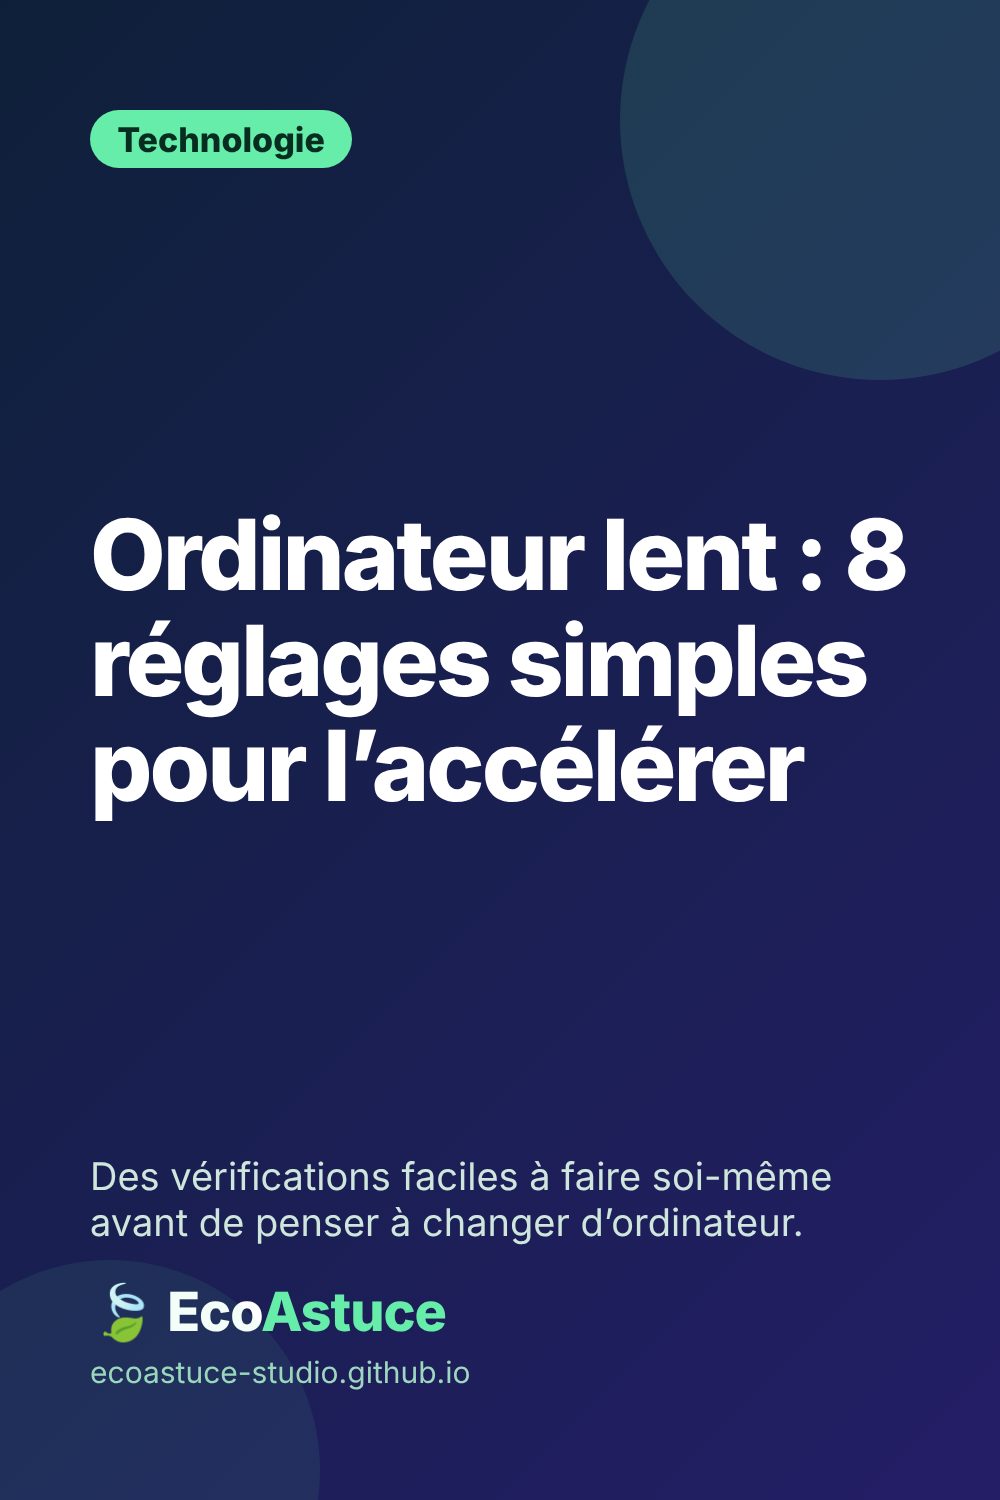 Technologie
Ordinateur lent : 8
réglages simples
pour l’accélérer
Des vérifications faciles à faire soi-même
avant de penser à changer d’ordinateur.
EcoAstuce
ecoastuce-studio.github.io